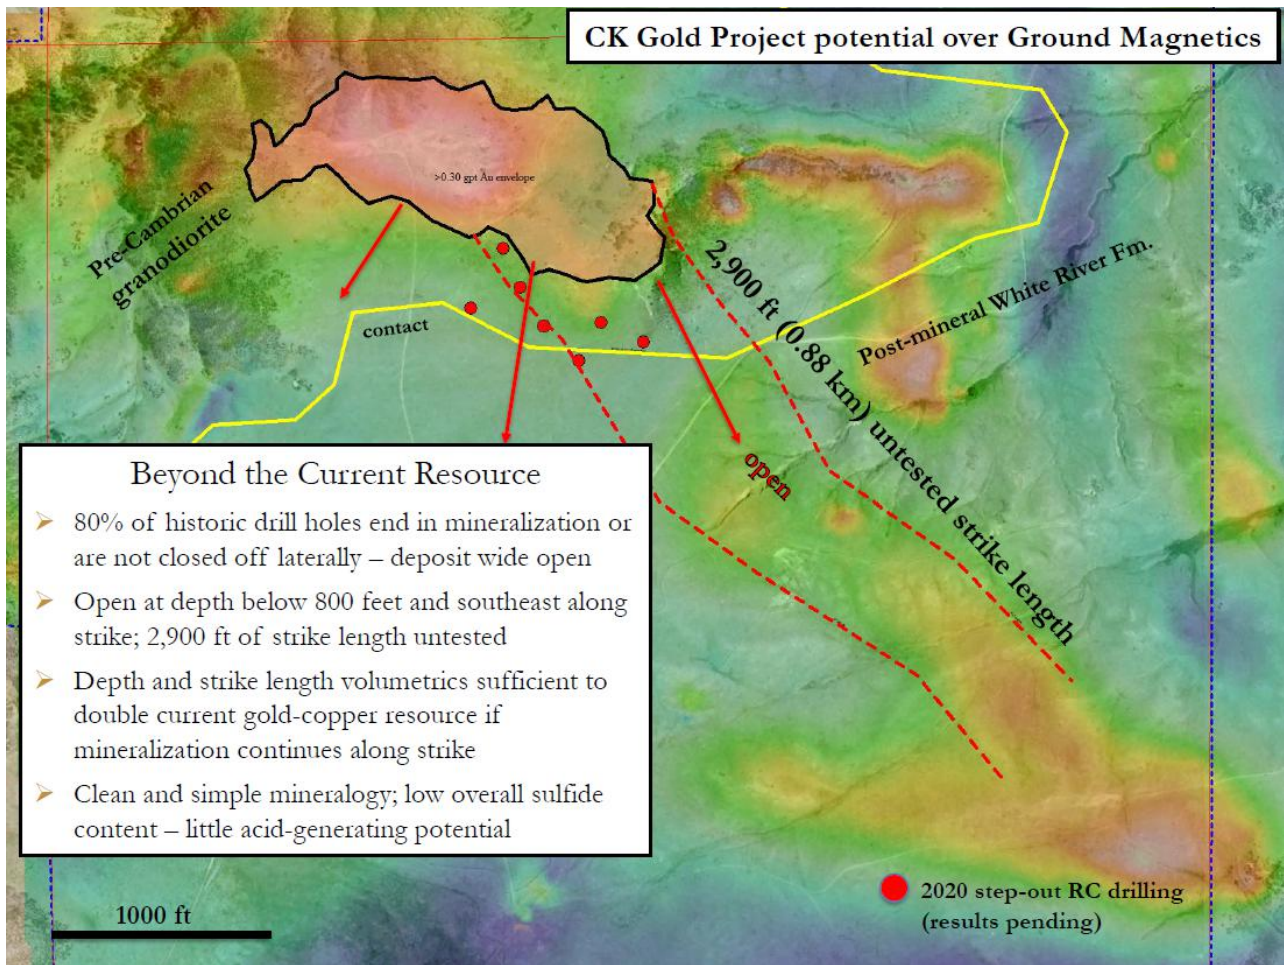 CK Gold Project potential over Ground Magnetics
>0.30 gpt Au envelope
Pre-Cambrian
granodiorite
contact
2,900 ft (0.88 km) untested strike length
Post-mineral White River Fm.
open
Beyond the Current Resource
➢ 80% of historic drill holes end in mineralization or
are not closed off laterally – deposit wide open
➢ Open at depth below 800 feet and southeast along
strike; 2,900 ft of strike length untested
➢ Depth and strike length volumetrics sufficient to
double current gold-copper resource if
mineralization continues along strike
➢ Clean and simple mineralogy; low overall sulfide
content – little acid-generating potential
1000 ft
2020 step-out RC drilling
(results pending)